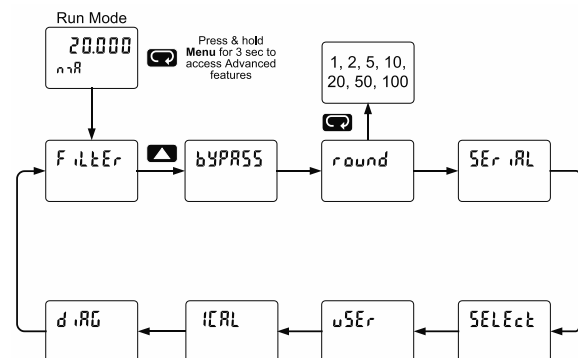 Run Mode
20.000
mA
Press & hold
Menu for 3 sec to
access Advanced
features
1, 2, 5, 10,
20, 50, 100
FiLtEr
bYPASS
round
SEriAL
diAG
ICAL
uSEr
SELEct